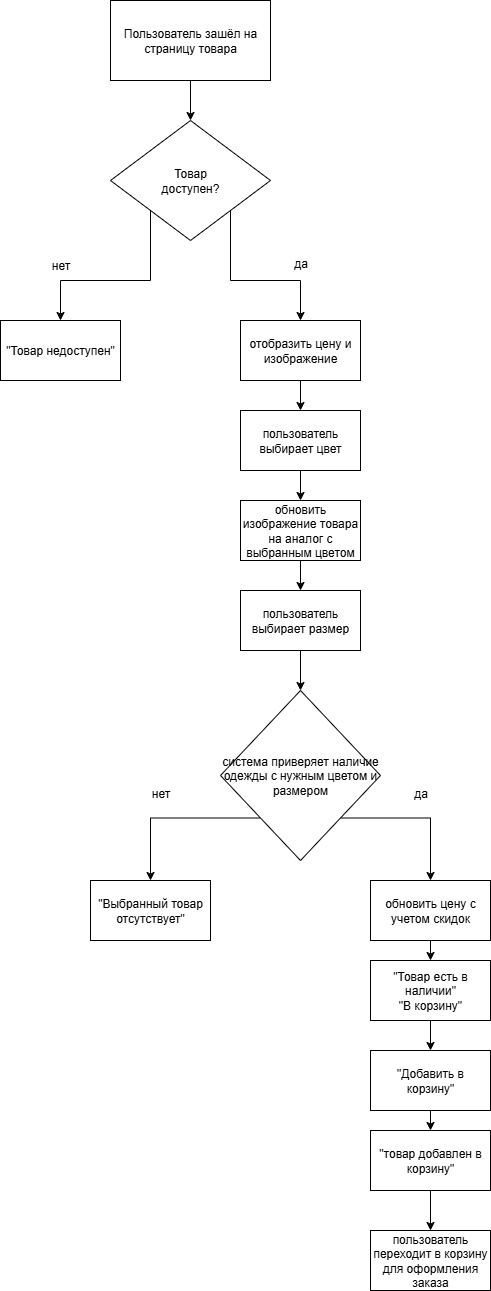 Пользователь зашёл на
страницу товара
Товар
доступен?
нет
да
"Товар недоступен"
отобразить цену и
изображение
пользователь
выбирает цвет
обновить
изображение товара
на аналог с
выбранным цветом
пользователь
выбирает размер
система приверяет наличие
одежды с нужным цветом и
размером
нет
да
"Выбранный товар
отсутствует"
обновить цену с
учетом скидок
"Товар есть в
наличии"
"В корзину"
"Добавить в
корзину"
"товар добавлен в
корзину"
пользователь
переходит в корзину
для оформления
заказа